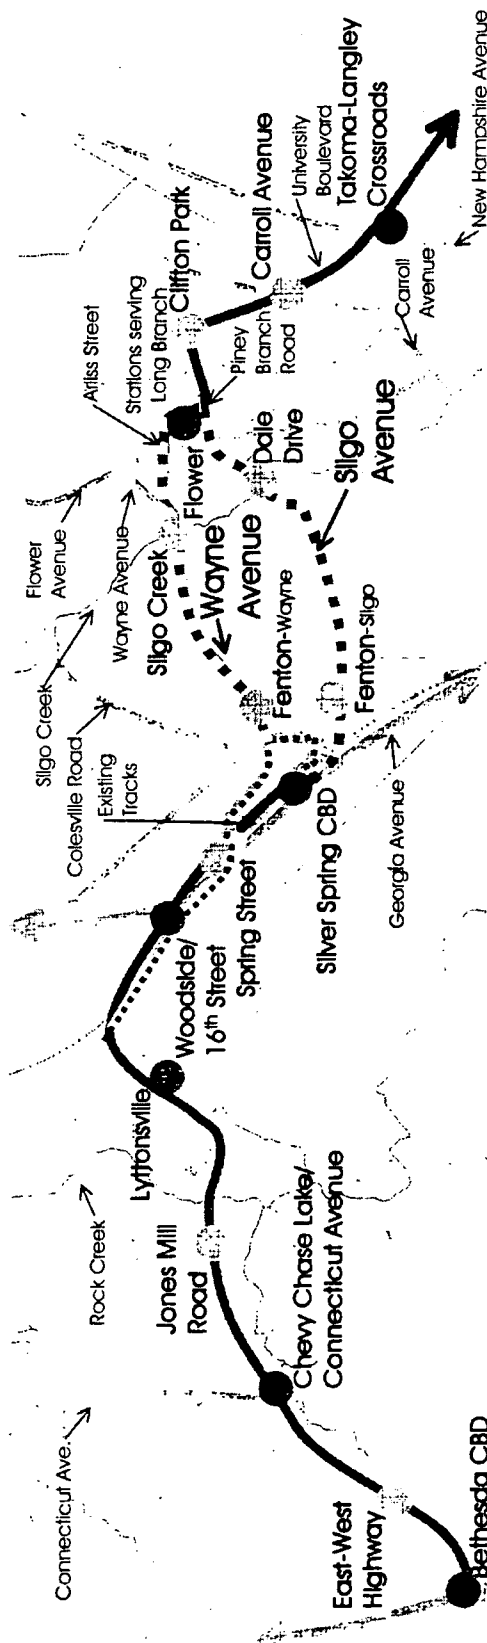 Connecticut Ave.
Rock Creek
Sligo Creek
Colesville Road
Existing
Tracks
Flower
Avenue
Wayne Avenue
Arliss Street
Stations serving
Long Branch
Clifton Park
Carroll Avenue
University
Boulevard
Takoma-Langley
Crossroads
New Hampshire Avenue
Carroll
Avenue
Piney
Branch
Road
Flower
Dale
Drive
Sligo
Avenue
Sligo Creek
Wayne
Avenue
Fenton-Wayne
Fenton-Sligo
Georgia Avenue
Silver Spring CBD
Spring Street
Woodside/
16th Street
Lyttonsville
Jones Mill
Road
Chevy Chase Lake/
Connecticut Avenue
East-West
Highway
Bethesda CBD